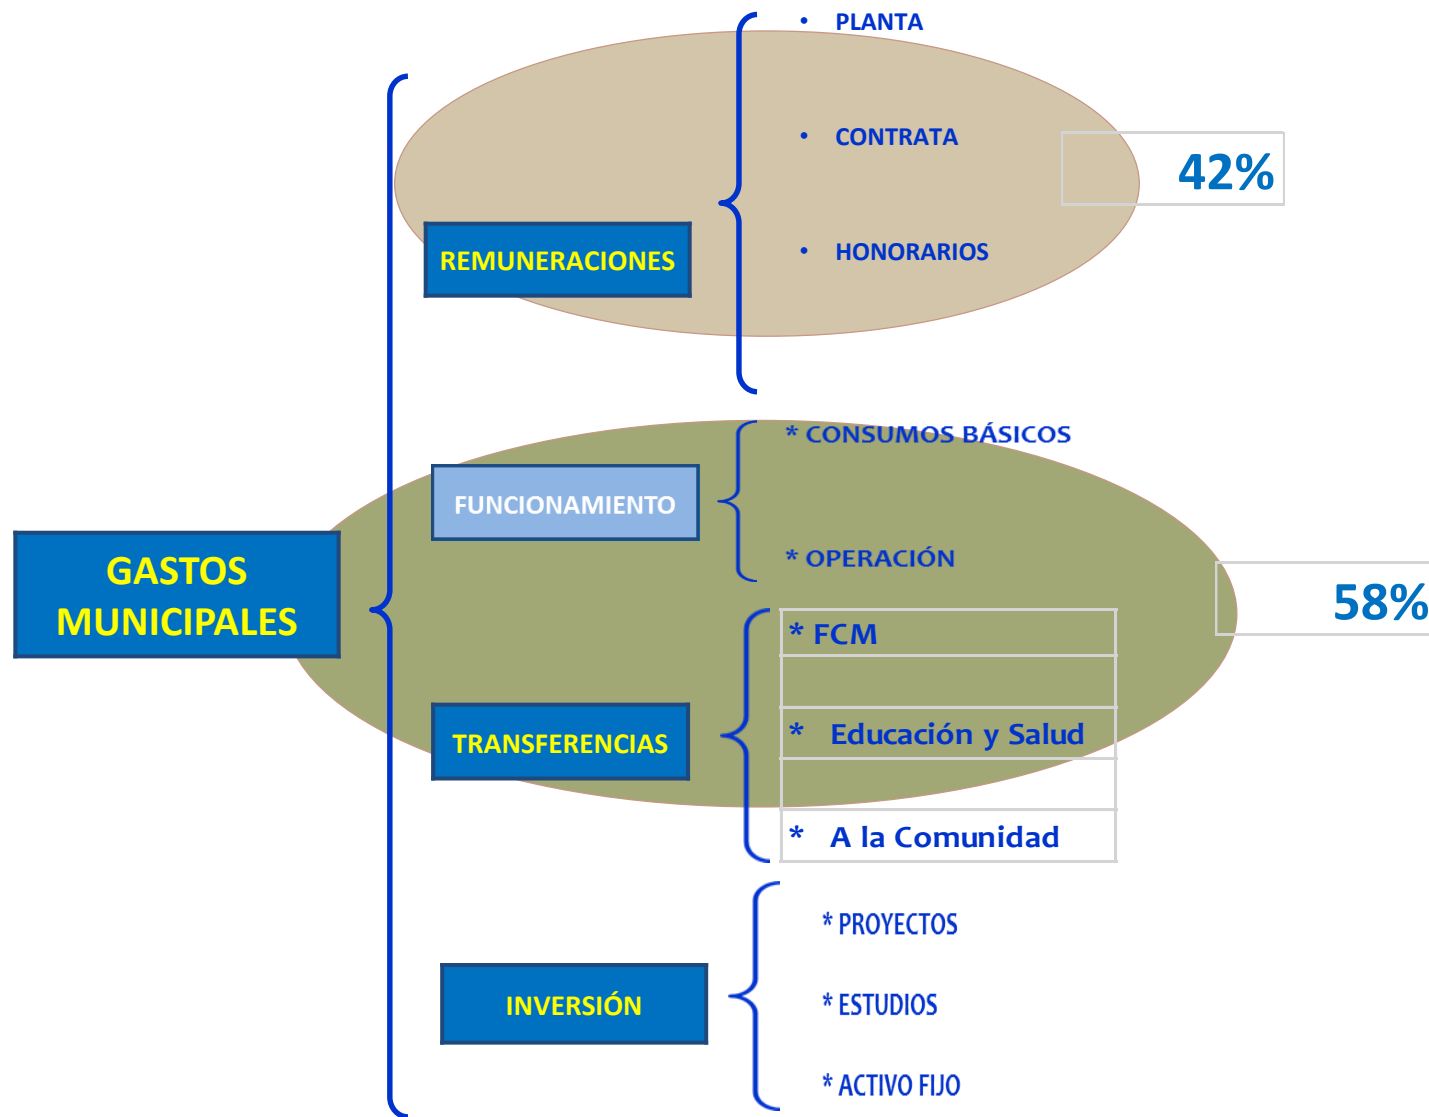 • PLANTA
• CONTRATA
42%
• HONORARIOS
REMUNERACIONES
* CONSUMOS BÁSICOS
FUNCIONAMIENTO
* OPERACIÓN
GASTOS
MUNICIPALES
58%
* FCM
* Educación y Salud
TRANSFERENCIAS
* A la Comunidad
* PROYECTOS
INVERSIÓN
* ESTUDIOS
* ACTIVO FIJO